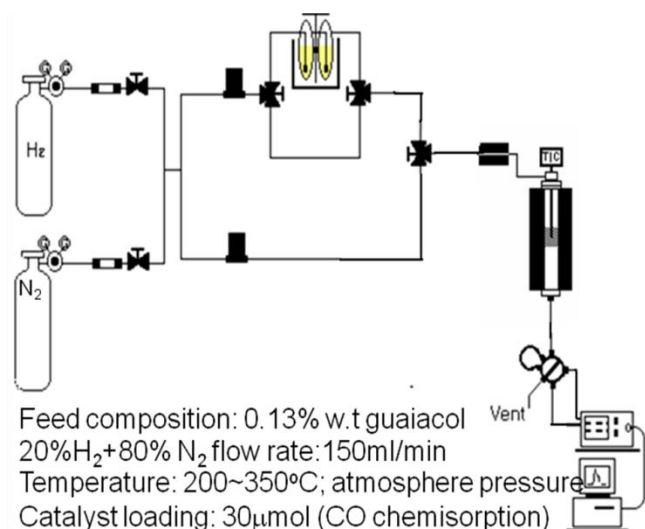 H2
N2
TIC
Vent
Feed composition: 0.13% w.t guaiacol
20%H2+80% N2 flow rate:150ml/min
Temperature: 200~350ºC; atmosphere pressure
Catalyst loading: 30μmol (CO chemisorption)